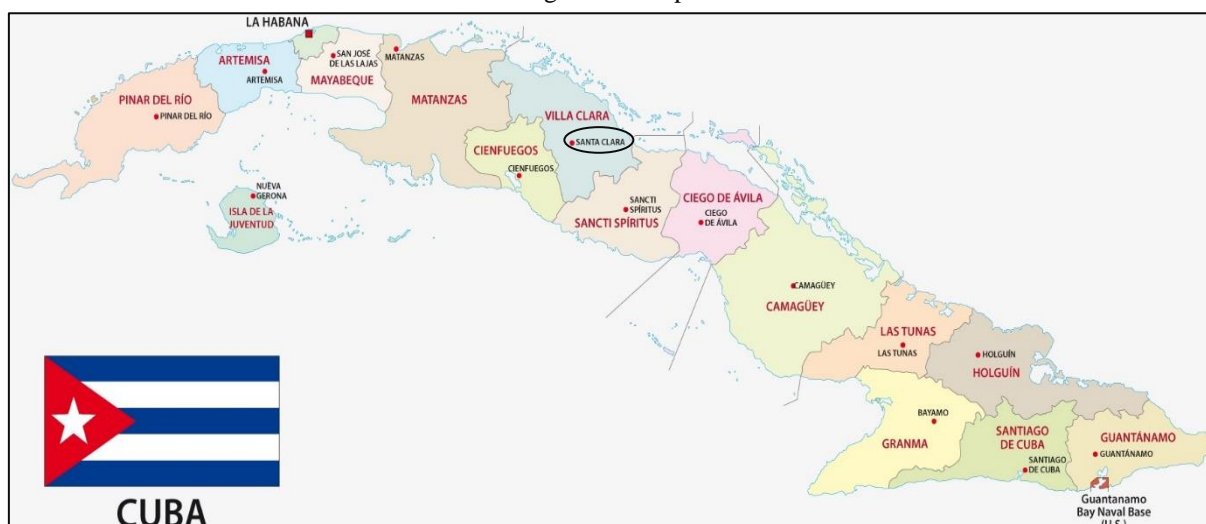 LA HABANA
ARTEMISA
ARTEMISA
SAN JOSÉ
DE LAS LAJAS
MAYABEQUE
MATANZAS
MATANZAS
PINAR DEL RÍO
PINAR DEL RÍO
VILLA CLARA
SANTA CLARA
CIENFUEGOS
CIENFUEGOS
NUEVA
GERONA
ISLA DE LA
JUVENTUD
SANCTI
SPÍRITUS
SANCTI SPÍRITUS
CIEGO DE ÁVILA
CIEGO
DE ÁVILA
CAMAGÜEY
CAMAGÜEY
LAS TUNAS
LAS TUNAS
HOLGUÍN
HOLGUÍN
BAYAMO
GRANMA
SANTIAGO
DE CUBA
SANTIAGO
DE CUBA
GUANTÁNAMO
GUANTÁNAMO
Guantanamo
Bay Naval Base
(U.S.)
CUBA